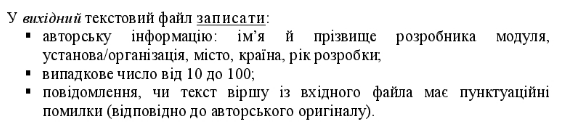 У вихідний текстовий файл записати:
▪ авторську інформацію: ім’я й прізвище розробника модуля,
установа/організація, місто, країна, рік розробки;
▪ випадкове число від 10 до 100;
▪ повідомлення, чи текст віршу із вхідного файла має пунктуаційні
помилки (відповідно до авторського оригіналу).